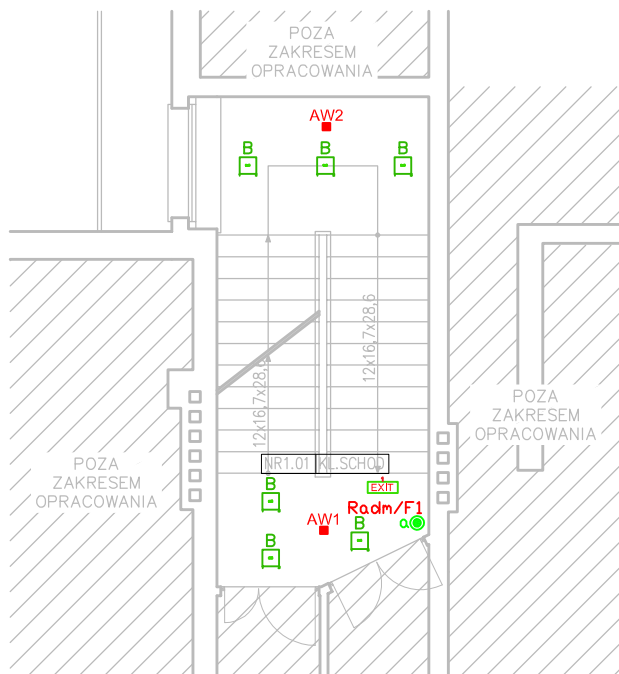 POZA
ZAKRESEM
OPRACOWANIA
AW2
B B B
12x16,7x28,6
12x16,7x28,6
POZA
ZAKRESEM
OPRACOWANIA
NR1.01 KL.SCHOD
POZA
ZAKRESEM
OPRACOWANIA
B
1
EXIT
Radm/F1
AW1
a
B
B